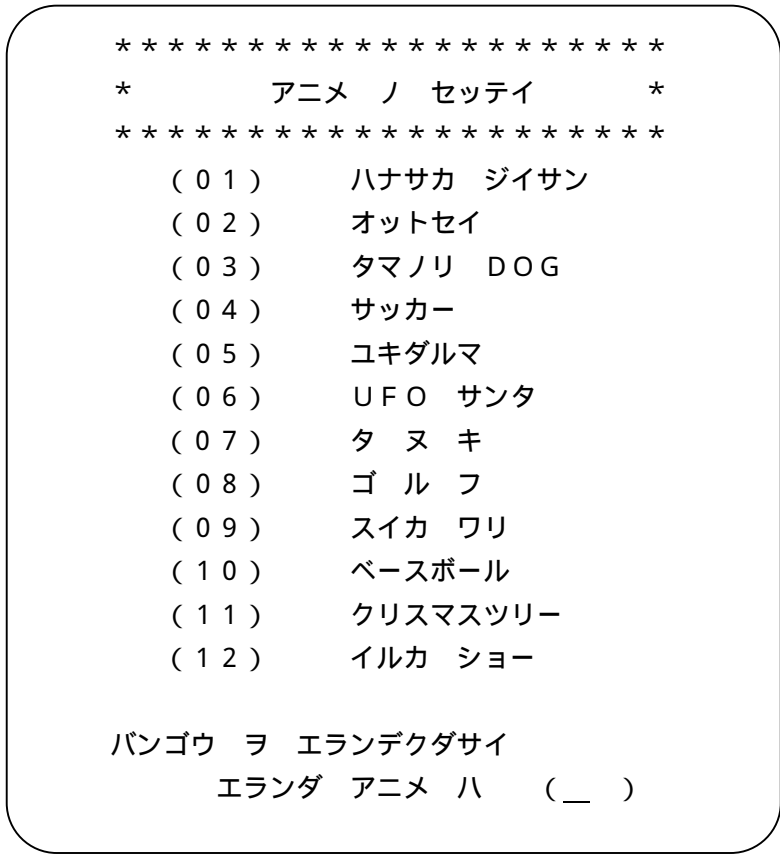 ＊＊＊＊＊＊＊＊＊＊＊＊＊＊＊＊＊＊＊＊＊
＊　　　　　アニメ　ノ　セッテイ　　　　＊
＊＊＊＊＊＊＊＊＊＊＊＊＊＊＊＊＊＊＊＊＊
（０１）　　　ハナサカ　ジイサン
（０２）　　　オットセイ
（０３）　　　タマノリ　ＤＯＧ
（０４）　　　サッカー
（０５）　　　ユキダルマ
（０６）　　　ＵＦＯ　サンタ
（０７）　　　タ　ヌ　キ
（０８）　　　ゴ　ル　フ
（０９）　　　スイカ　ワリ
（１０）　　　ベースボール
（１１）　　　クリスマスツリー
（１２）　　　イルカ　ショー
バンゴウ　ヲ　エランデクダサイ
エランダ　アニメ　ハ　　（＿　）